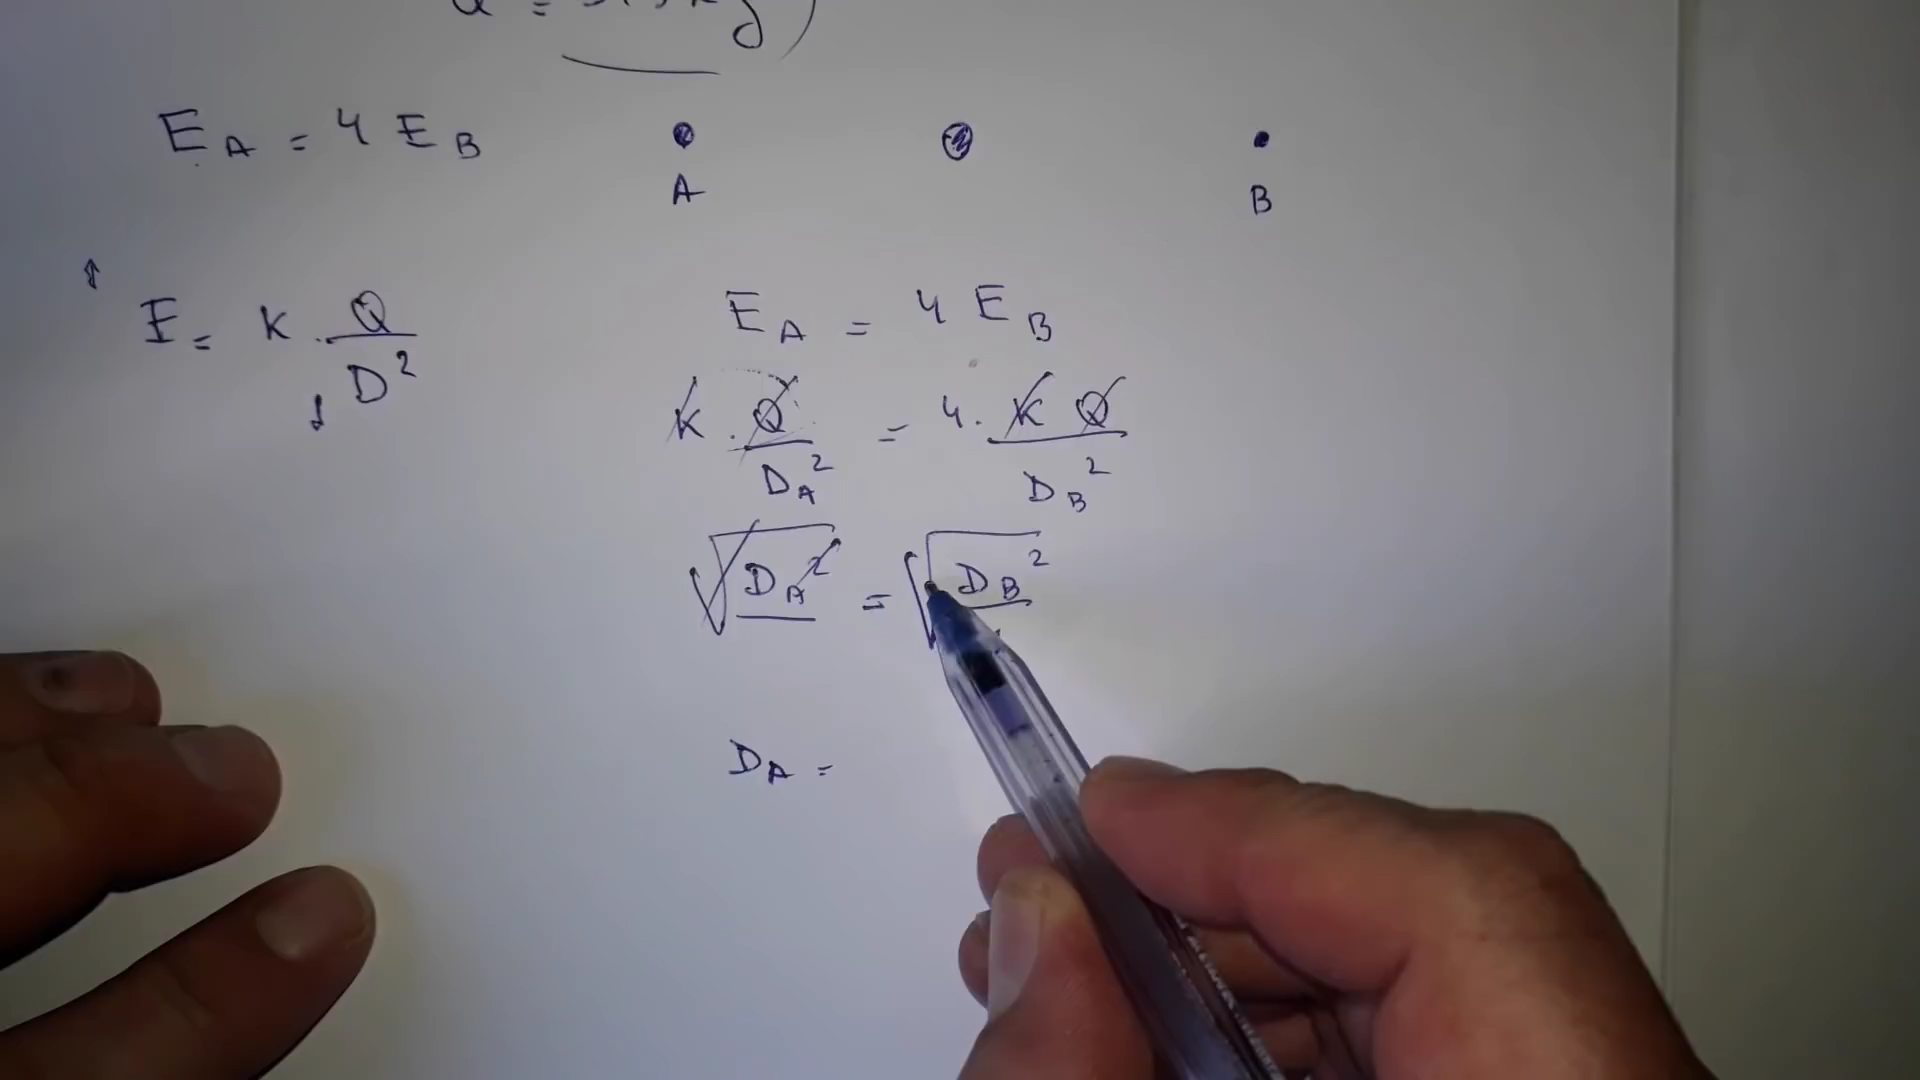 E_A = 4 E_B
A
B
E = K . Q / D²
E_A = 4 E_B
K . Q / D_A² = 4 . K Q / D_B²
√D_A² = √D_B²
D_A =